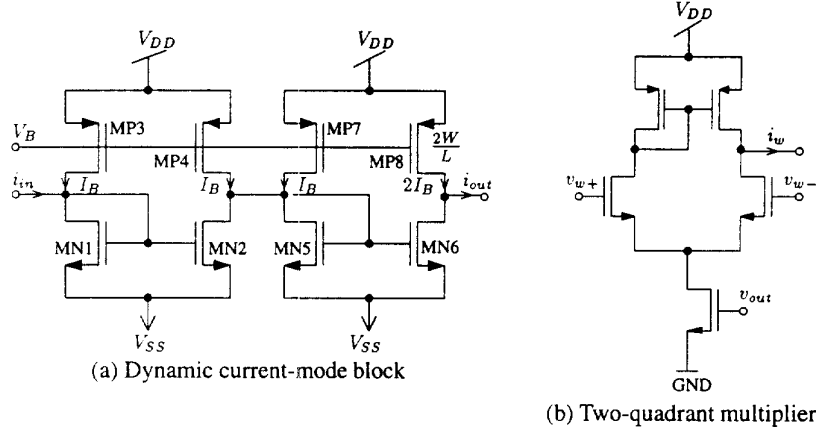 V_DD
V_DD
V_B
MP3
MP4
MP7
MP8
2W/L
i_in
I_B
I_B
I_B
2I_B
i_out
MN1
MN2
MN5
MN6
V_SS
V_SS
(a) Dynamic current-mode block
V_DD
i_w
v_w+
v_w-
v_out
GND
(b) Two-quadrant multiplier